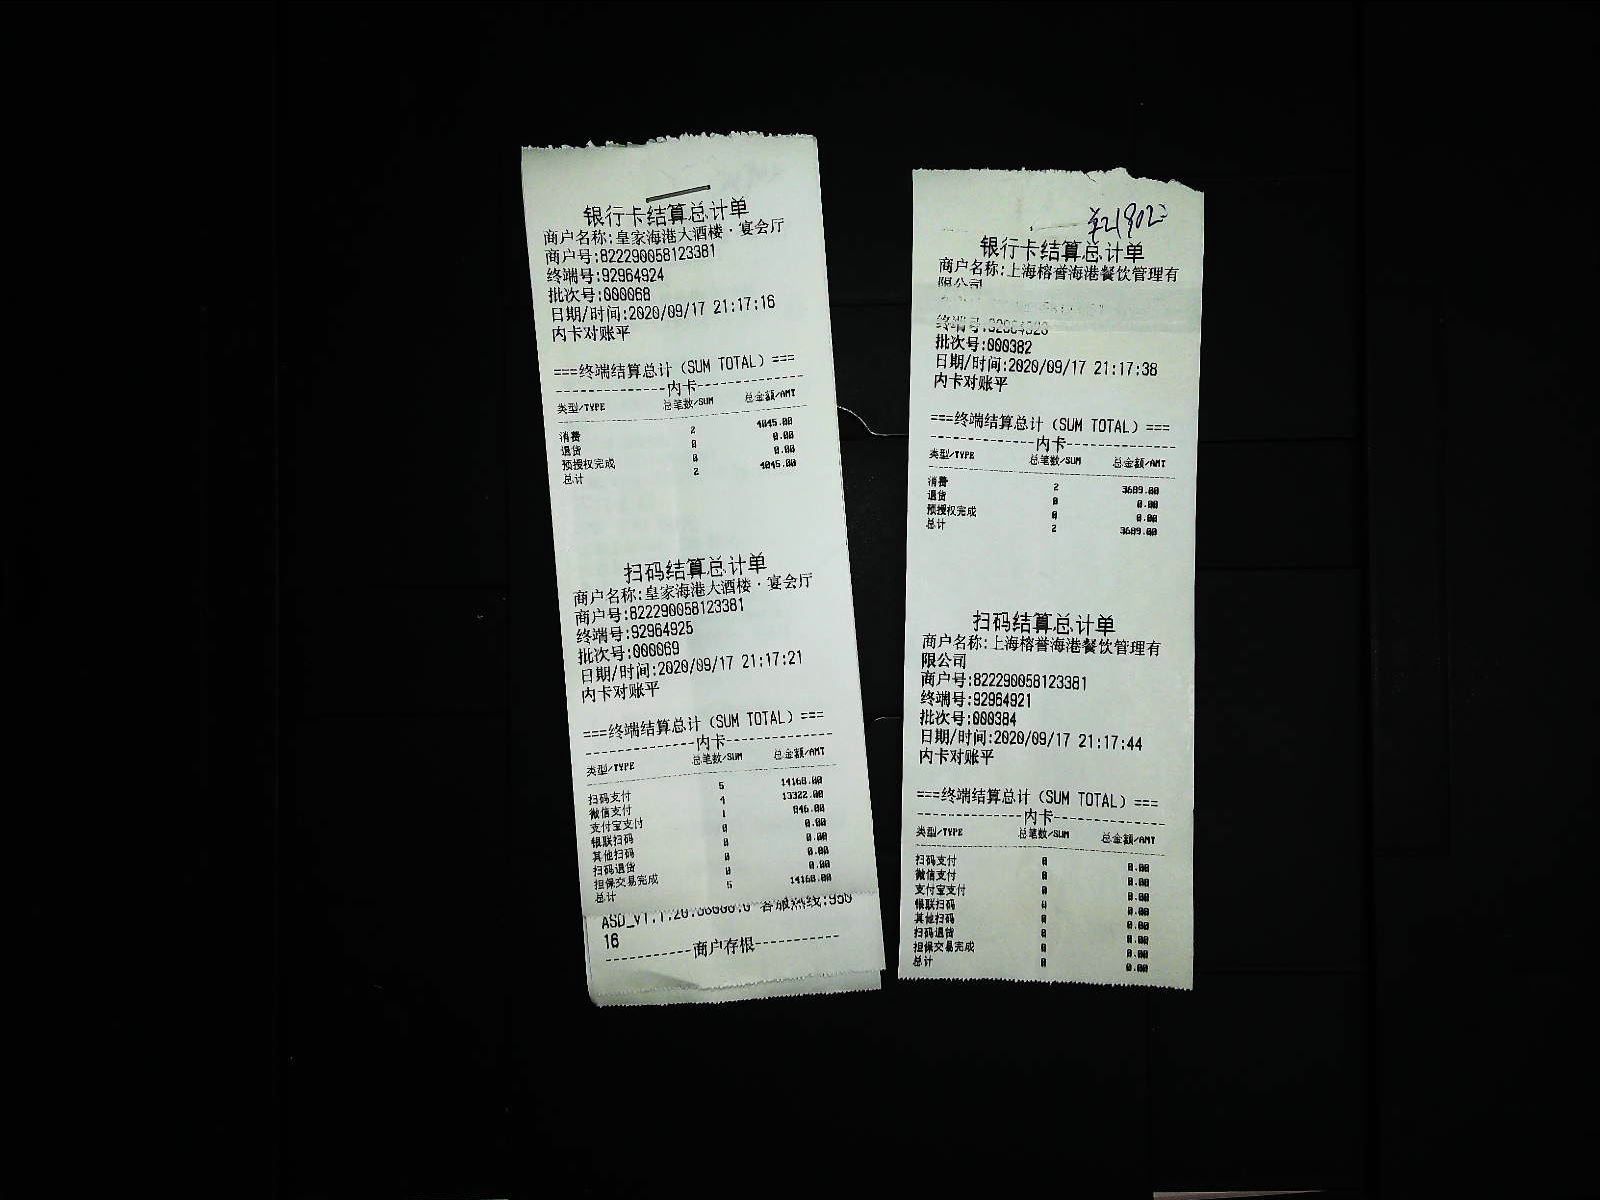 银行卡结算总计单
商户名称:皇家海港大酒楼·宴会厅
商户号:822290058123381
终端号:92964924
批次号:000068
日期/时间:2020/09/17 21:17:16
内卡对账平
===终端结算总计(SUM TOTAL)===
内卡
类型/TYPE 总笔数/SUM 总金额/AMT
消费 2 4045.00
退货 0 0.00
预授权完成 0 0.00
总计 2 4045.00
扫码结算总计单
商户名称:皇家海港大酒楼·宴会厅
商户号:822290058123381
终端号:92964925
批次号:000069
日期/时间:2020/09/17 21:17:21
内卡对账平
===终端结算总计(SUM TOTAL)===
内卡
类型/TYPE 总笔数/SUM 总金额/AMT
扫码支付 5 14168.00
微信支付 4 13322.00
支付宝支付 1 846.00
银联扫码 0 0.00
其他扫码 0 0.00
扫码退货 0 0.00
担保交易完成 0 0.00
总计 5 14168.00
客服热线:950
16
商户存根
¥21902
银行卡结算总计单
商户名称:上海榕誉海港餐饮管理有
限公司
终端号:
批次号:000382
日期/时间:2020/09/17 21:17:38
内卡对账平
===终端结算总计(SUM TOTAL)===
内卡
类型/TYPE 总笔数/SUM 总金额/AMT
消费 2 3689.00
退货 0 0.00
预授权完成 0 0.00
总计 2 3689.00
扫码结算总计单
商户名称:上海榕誉海港餐饮管理有
限公司
商户号:822290058123381
终端号:92964921
批次号:000384
日期/时间:2020/09/17 21:17:44
内卡对账平
===终端结算总计(SUM TOTAL)===
内卡
类型/TYPE 总笔数/SUM 总金额/AMT
扫码支付 0 0.00
微信支付 0 0.00
支付宝支付 0 0.00
银联扫码 0 0.00
其他扫码 0 0.00
扫码退货 0 0.00
担保交易完成 0 0.00
总计 0 0.00